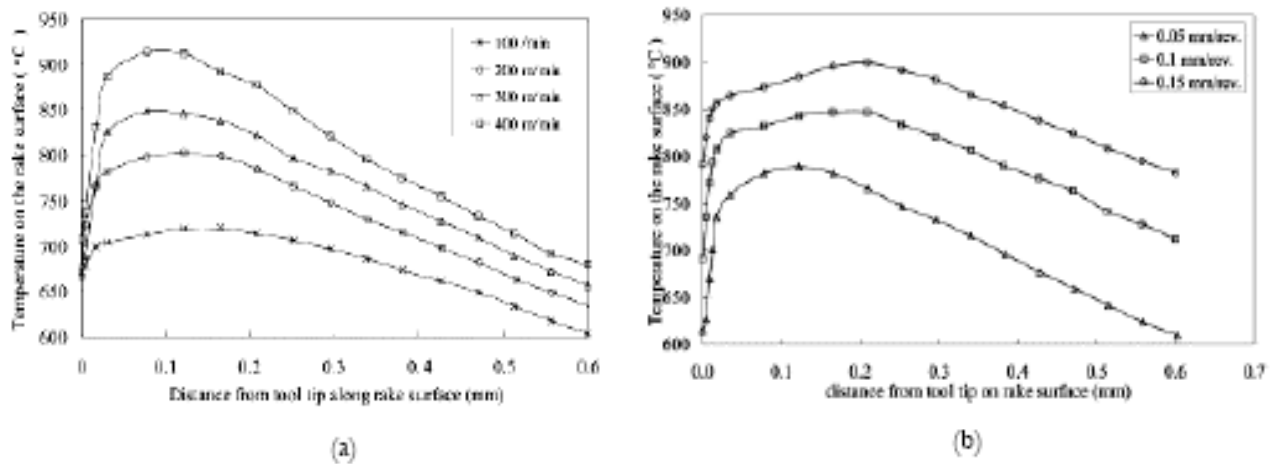 950
900
850
800
750
700
650
600
Temperature on the rake surface ( °C)
100 /min
200 m/min
300 m/min
400 m/min
0
0.1
0.2
0.3
0.4
0.5
0.6
Distance from tool tip along rake surface (mm)
(a)
950
900
850
800
750
700
650
600
Temperature on the rake surface ( °C)
0.05 mm/rev.
0.1 mm/rev.
0.15 mm/rev.
0.0
0.1
0.2
0.3
0.4
0.5
0.6
0.7
distance from tool tip on rake surface (mm)
(b)